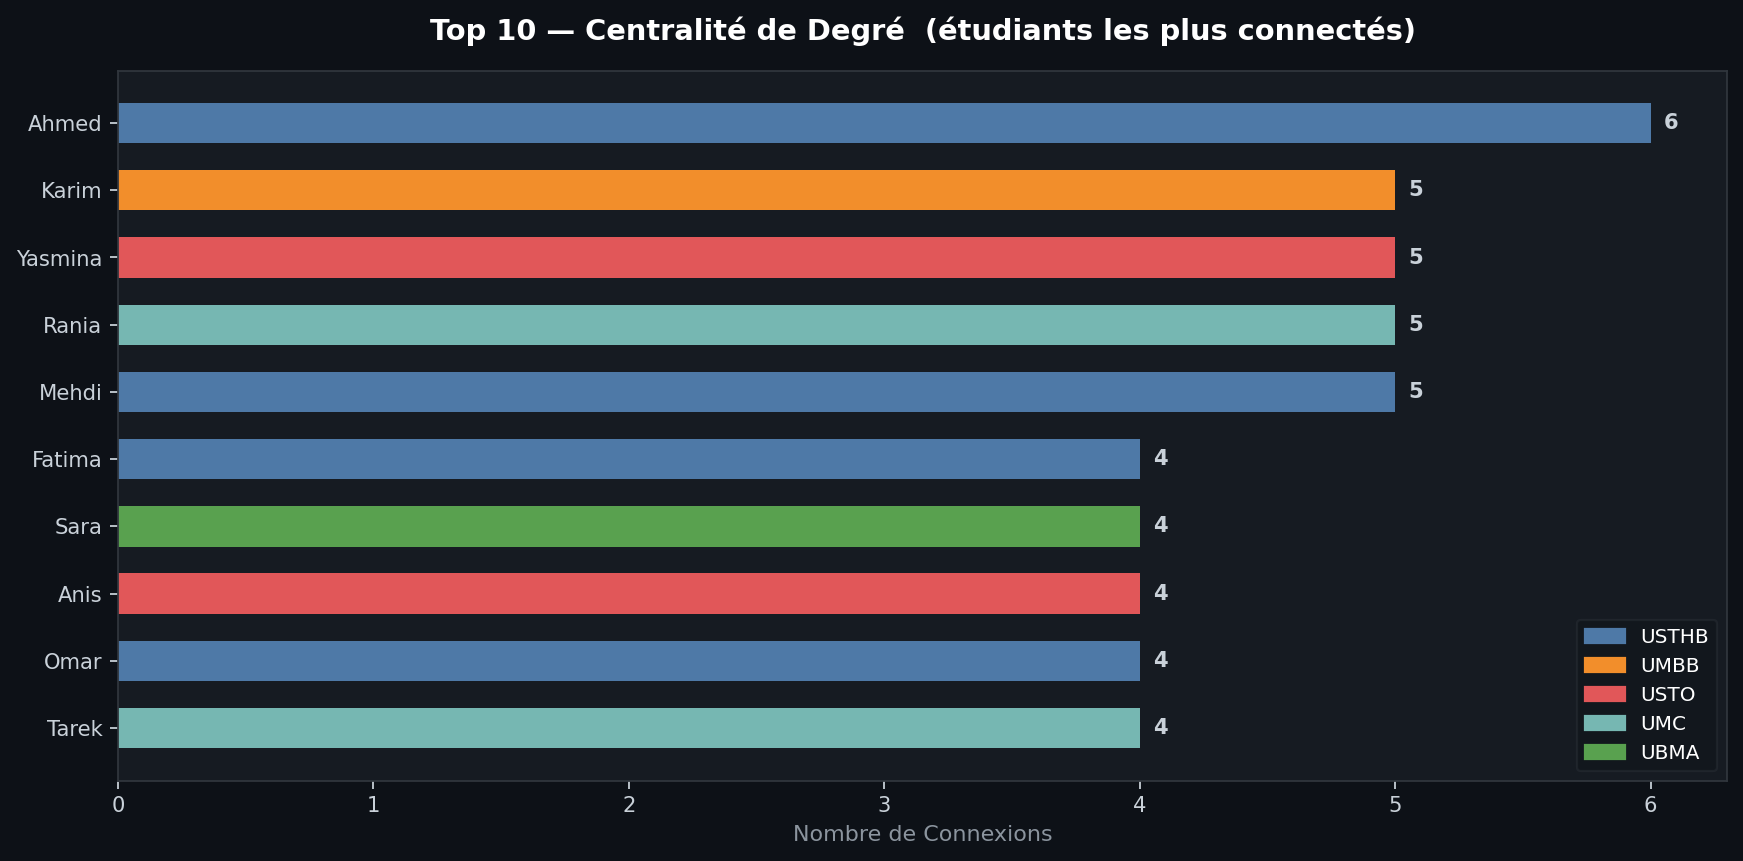 Top 10 — Centralité de Degré  (étudiants les plus connectés)
Ahmed 6
Karim 5
Yasmina 5
Rania 5
Mehdi 5
Fatima 4
Sara 4
Anis 4
Omar 4
Tarek 4
USTHB
UMBB
USTO
UMC
UBMA
0 1 2 3 4 5 6
Nombre de Connexions